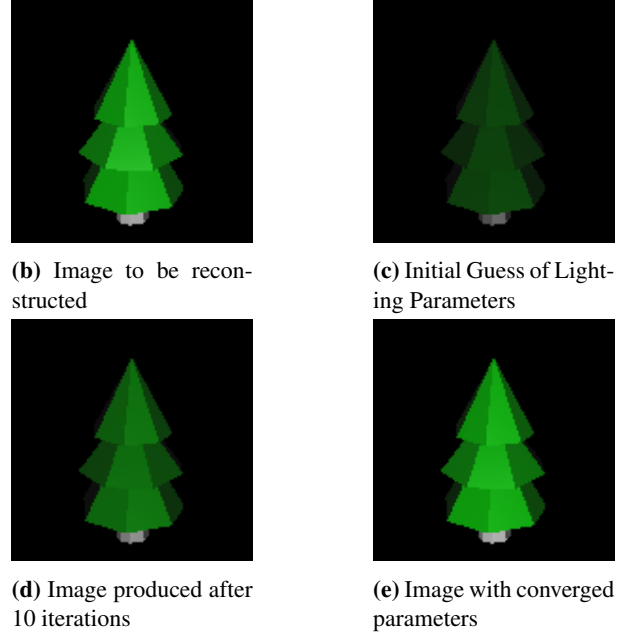 (b) Image to be recon-
structed
(c) Initial Guess of Light-
ing Parameters
(d) Image produced after
10 iterations
(e) Image with converged
parameters